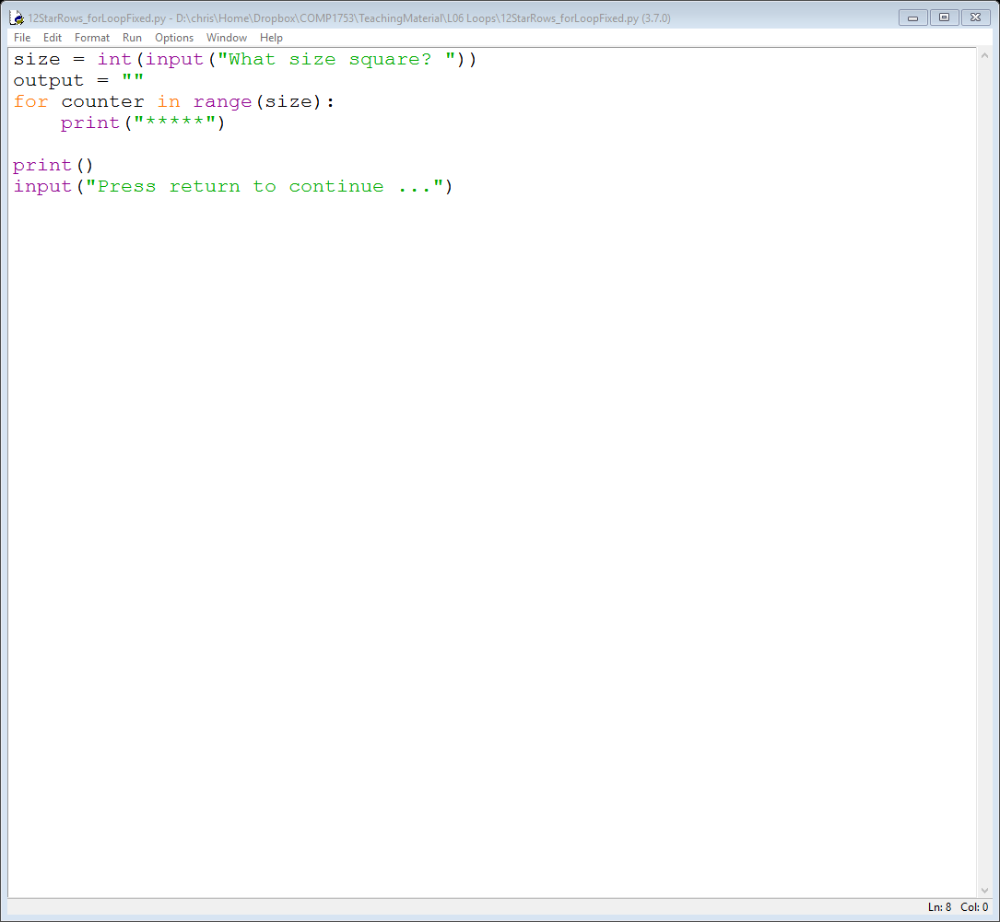 12StarRows_forLoopFixed.py - D:\chris\Home\Dropbox\COMP1753\TeachingMaterial\L06 Loops\12StarRows_forLoopFixed.py (3.7.0)
File Edit Format Run Options Window Help
size = int(input("What size square? "))
output = ""
for counter in range(size):
    print("*****")
print()
input("Press return to continue ...")
Ln: 8 Col: 0